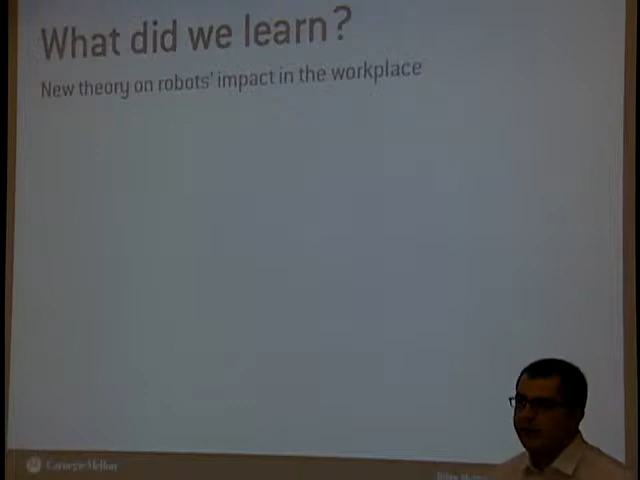 What did we learn?
New theory on robots' impact in the workplace
Carnegie Mellon